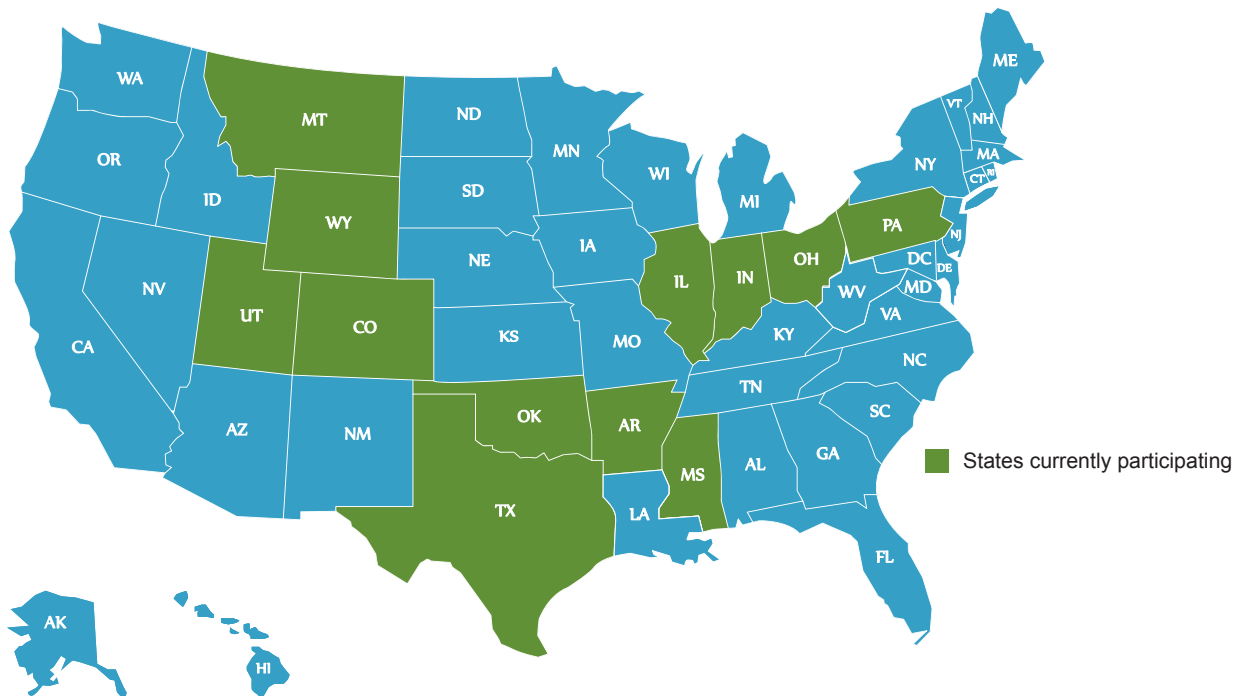 WA
MT
ND
MN
ME
VT
NH
OR
ID
WY
SD
WI
MI
NY
MA
CT
RI
NV
UT
CO
NE
IA
IL
IN
OH
PA
NJ
DC
DE
MD
WV
VA
CA
KS
MO
KY
NC
TN
AZ
NM
OK
AR
SC
MS
AL
GA
States currently participating
TX
LA
FL
AK
HI